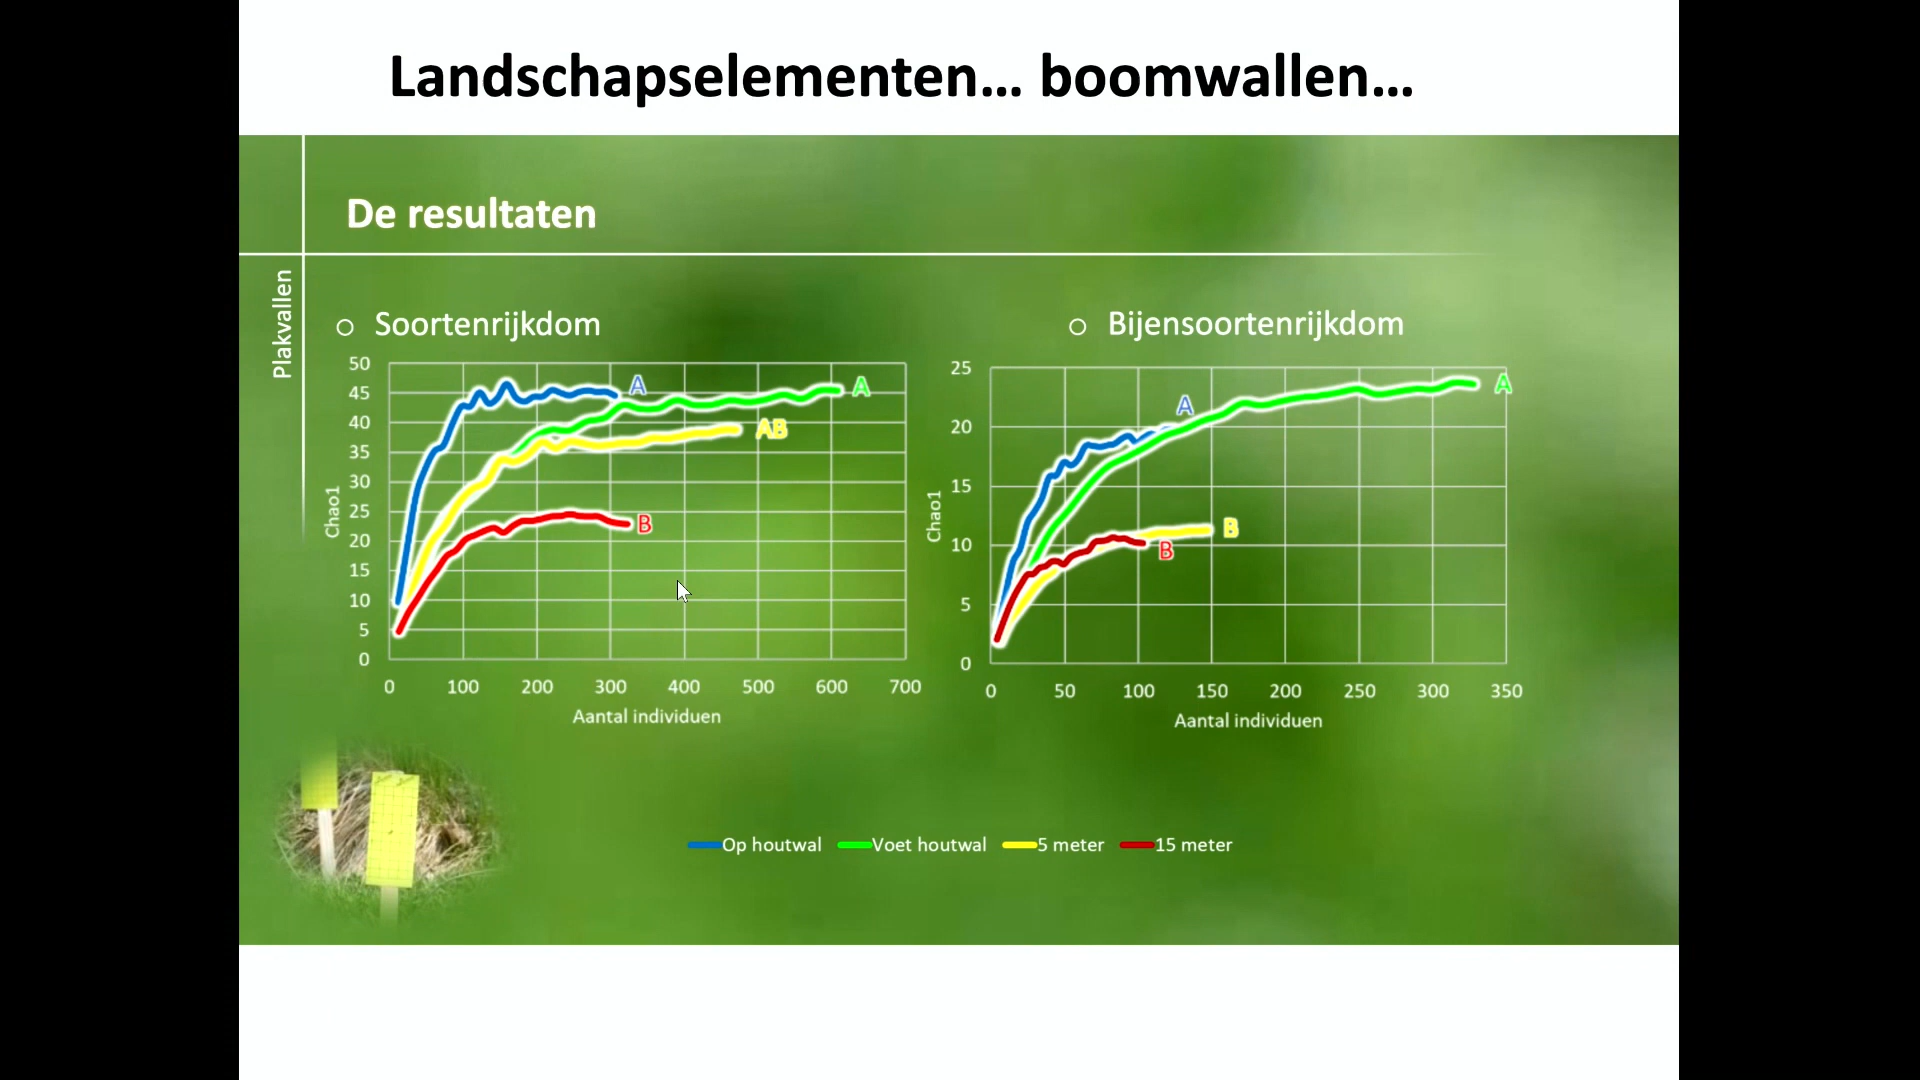 Landschapselementen... boomwallen...
De resultaten
Plakvallen
Soortenrijkdom
50
45
40
35
30
25
20
15
10
5
0
Chao1
A
A
AB
B
0 100 200 300 400 500 600 700
Aantal individuen
Bijensoortenrijkdom
25
20
15
10
5
0
Chao1
A
A
B
B
0 50 100 150 200 250 300 350
Aantal individuen
Op houtwal Voet houtwal 5 meter 15 meter